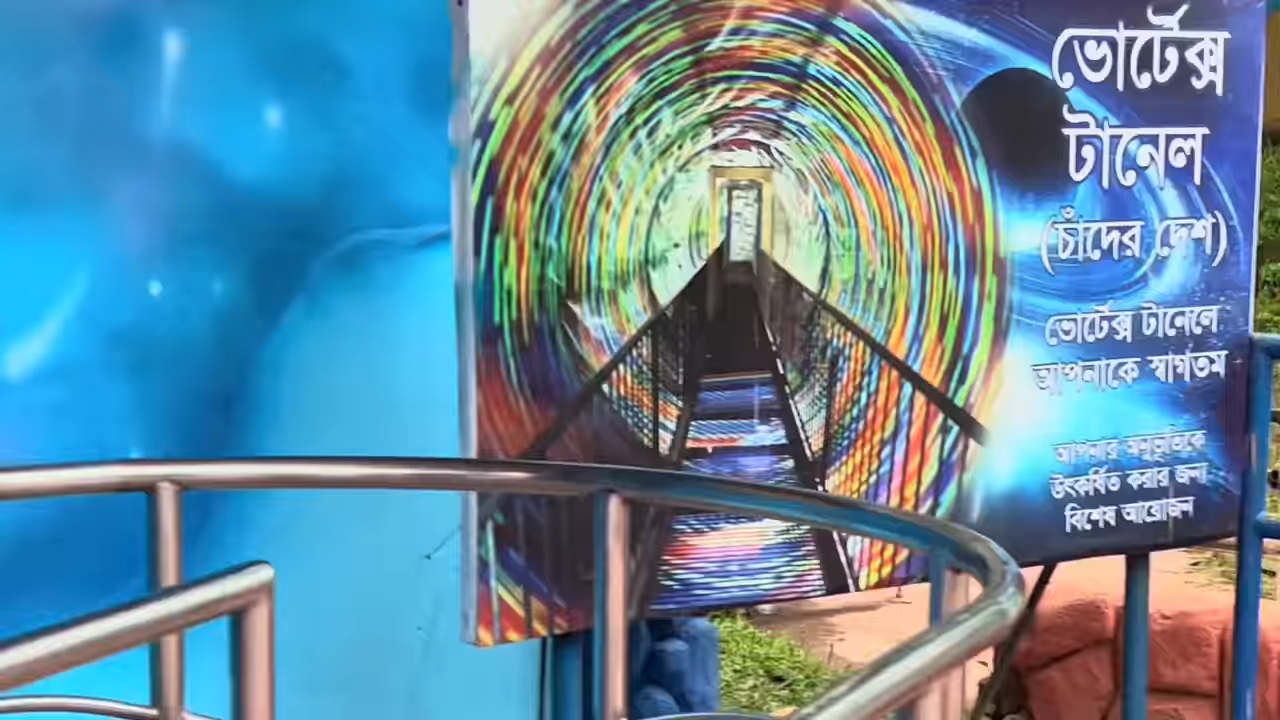 ভোর্টেক্স
টানেল
(চাঁদের দেশ)
ভোর্টেক্স টানেলে
আপনাকে স্বাগতম
আপনার অনুভূতিকে
উৎকর্ষিত করার জন্য
বিশেষ আয়োজন